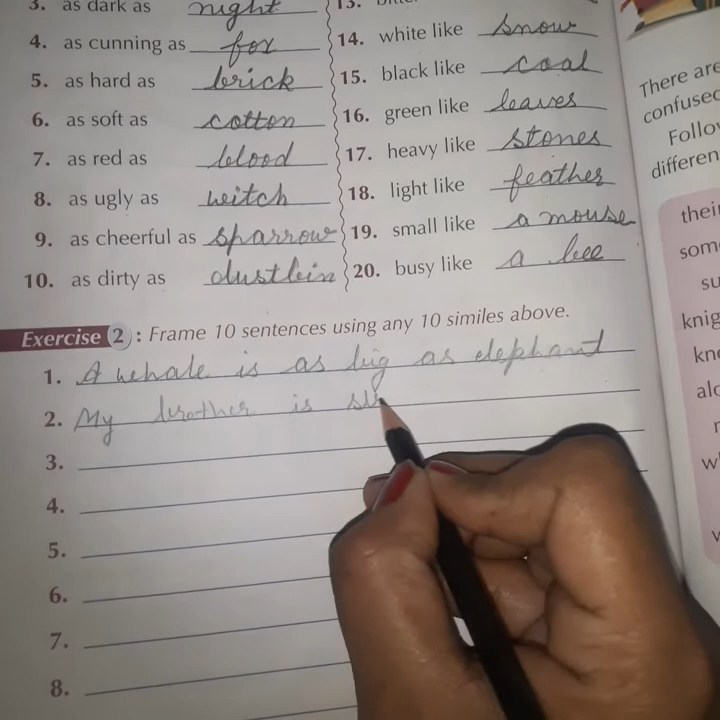 3. as dark as night
4. as cunning as fox
5. as hard as brick
6. as soft as cotton
7. as red as blood
8. as ugly as witch
9. as cheerful as sparrow
10. as dirty as dustbin
13.
14. white like snow
15. black like coal
16. green like leaves
17. heavy like stones
18. light like feather
19. small like a mouse
20. busy like a bee
Exercise 2 : Frame 10 sentences using any 10 similes above.
1. A whale is as big as elephant
2. My brother is
3.
4.
5.
6.
7.
8.
There are
confused
Follo
differen
their
som
su
knig
kn
alo
w